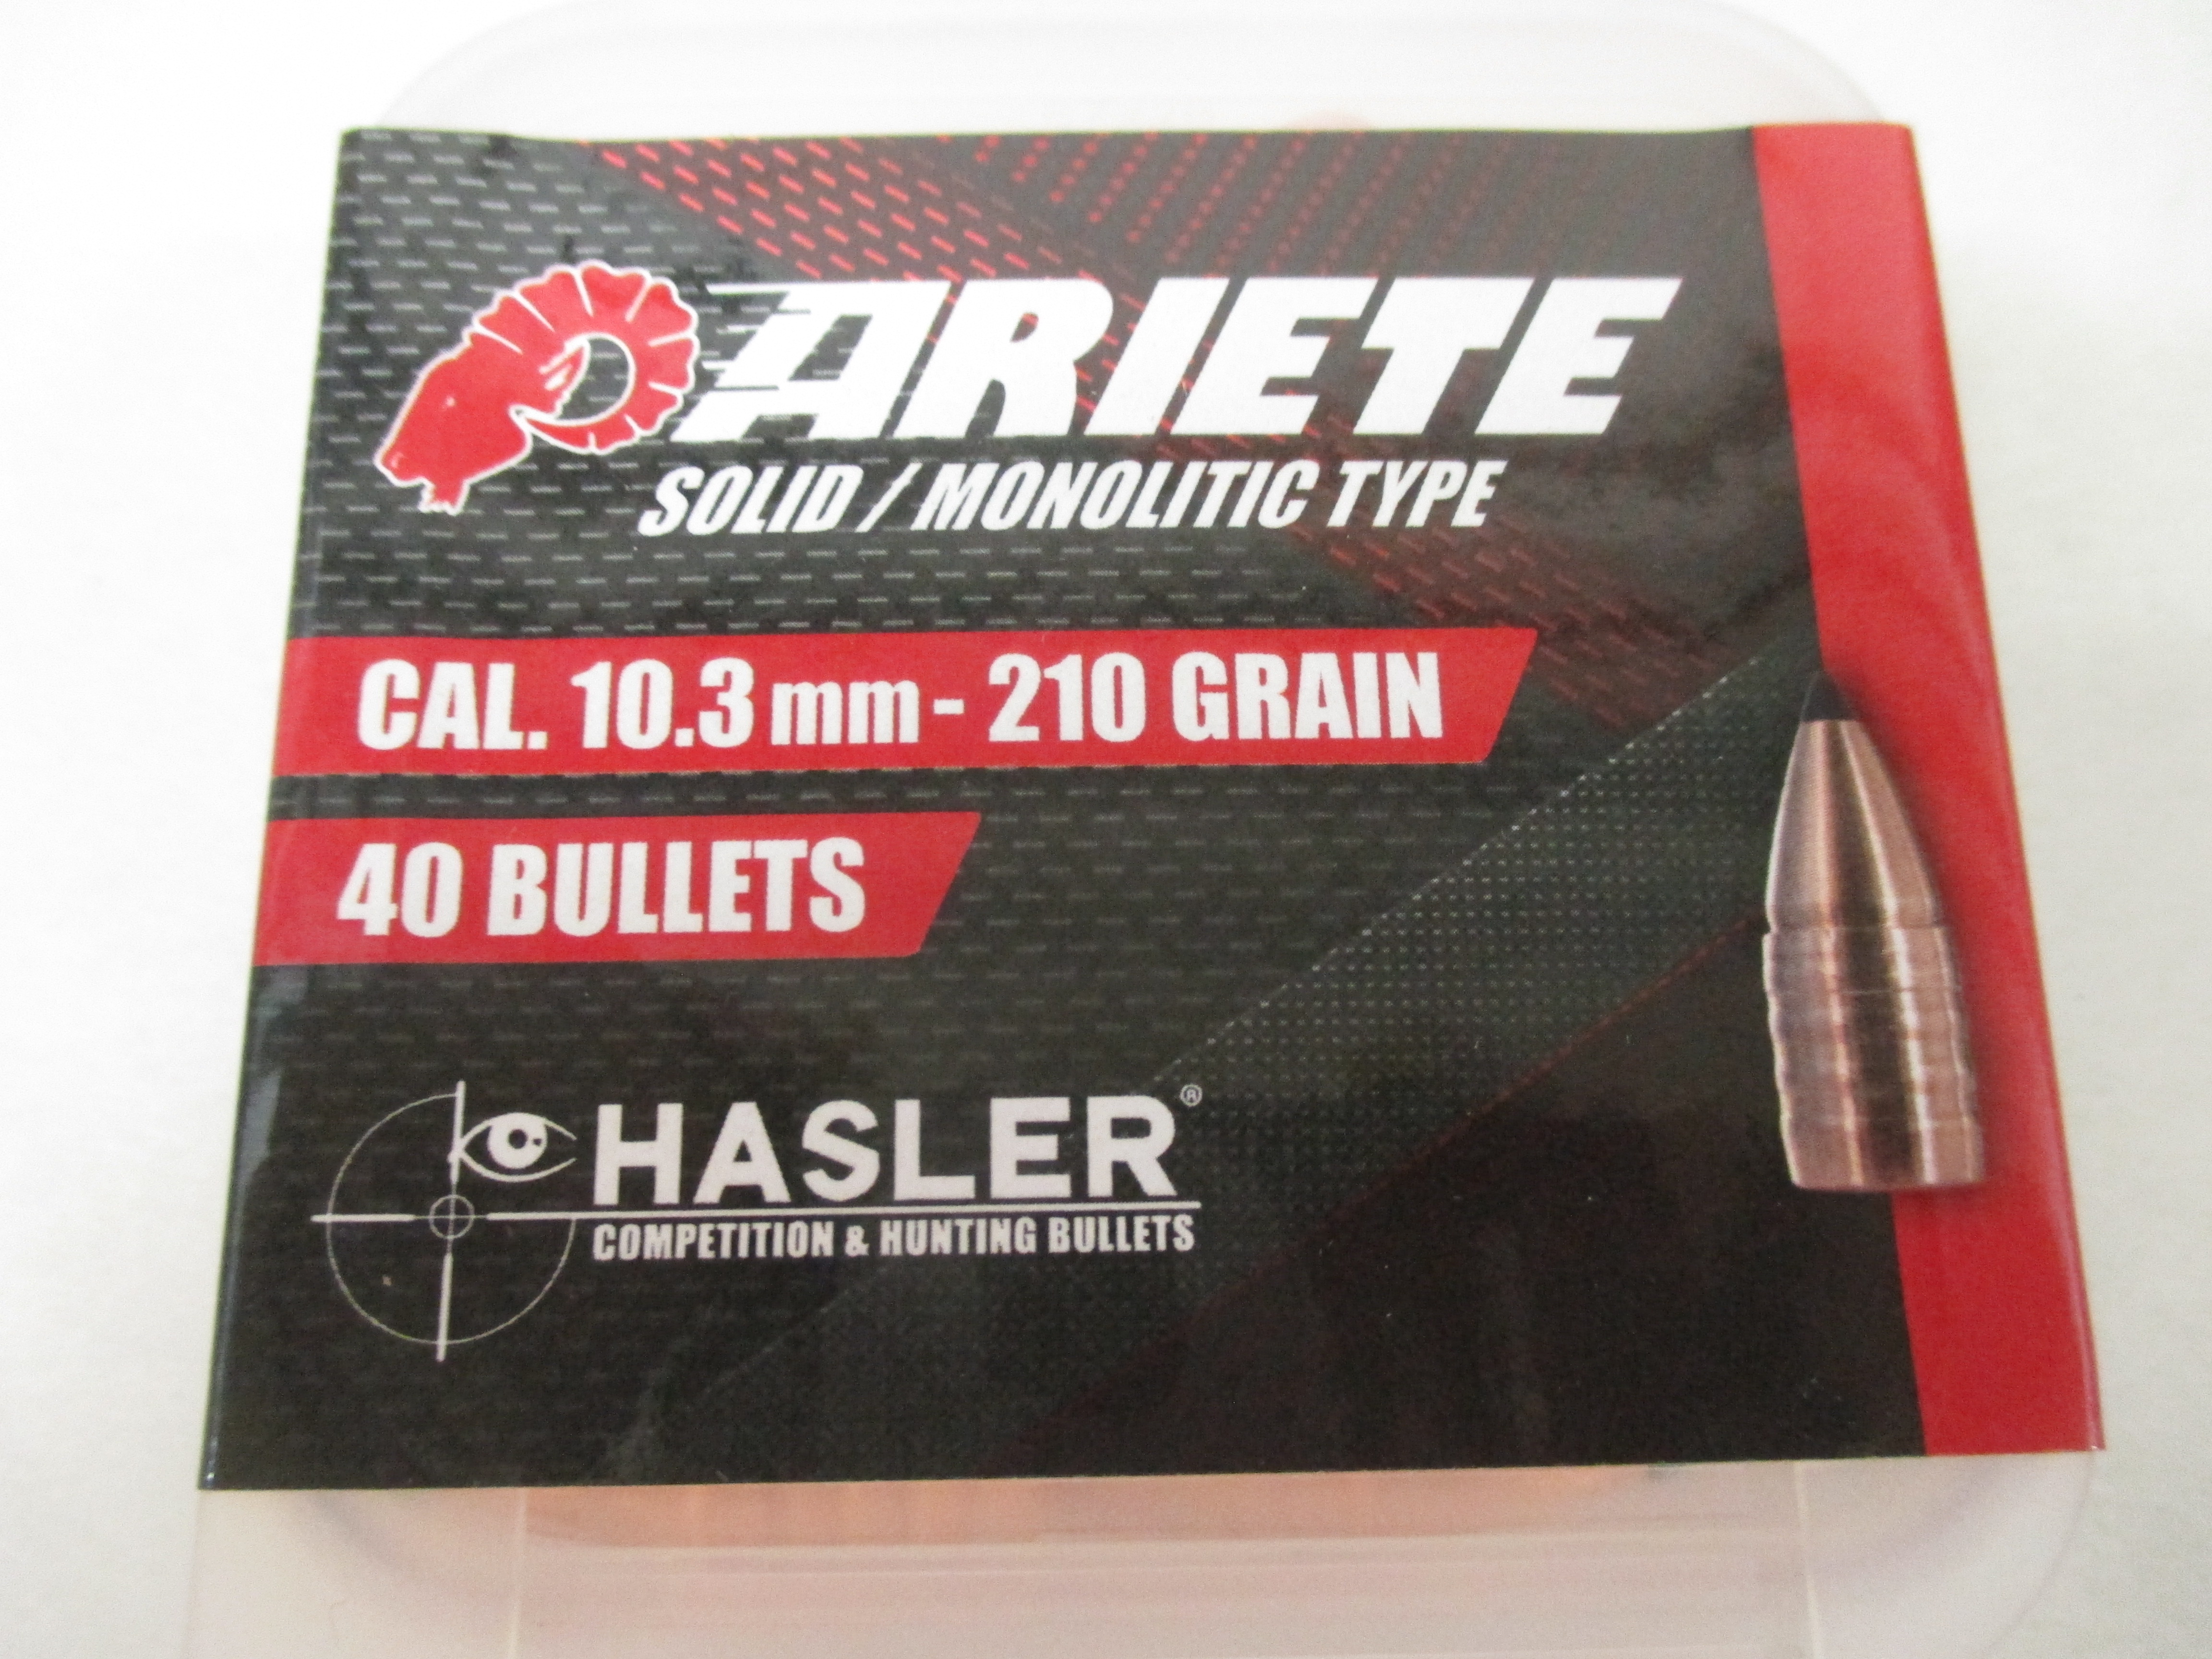 ARIETE
SOLID / MONOLITIC TYPE
CAL. 10.3 mm - 210 GRAIN
40 BULLETS
HASLER®
COMPETITION & HUNTING BULLETS